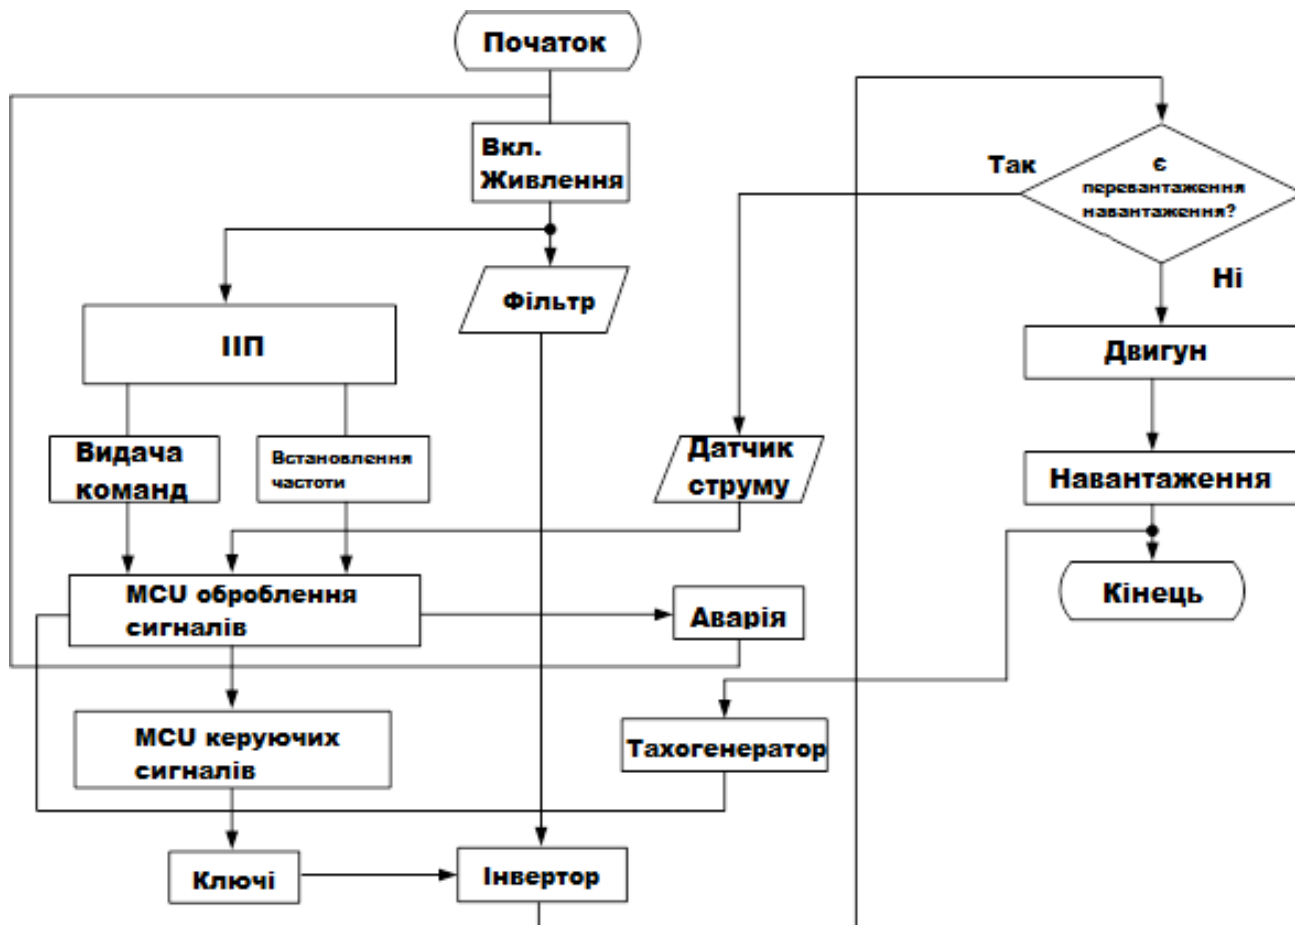 Початок
Вкл.
Живлення
Фільтр
ІІП
Видача
команд
Встановлення
частоти
Датчик
струму
MCU оброблення
сигналів
Аварія
MCU керуючих
сигналів
Тахогенератор
Ключі
Інвертор
Так
Є
перевантаження
навантаження?
Ні
Двигун
Навантаження
Кінець